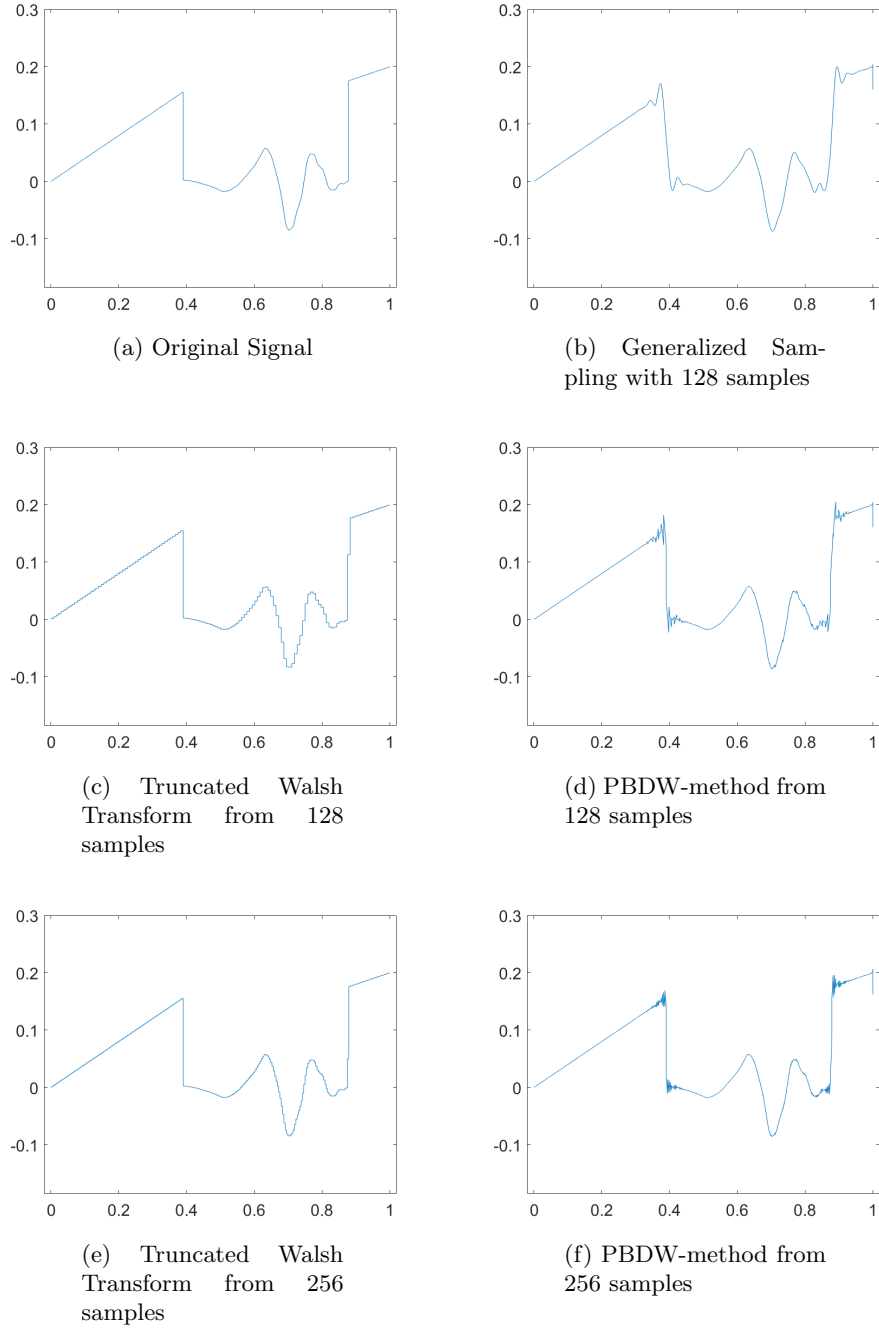 0.3
0.2
0.1
0
-0.1
0 0.2 0.4 0.6 0.8 1
(a) Original Signal
0.3
0.2
0.1
0
-0.1
0 0.2 0.4 0.6 0.8 1
(b) Generalized Sam-
pling with 128 samples
0.3
0.2
0.1
0
-0.1
0 0.2 0.4 0.6 0.8 1
(c) Truncated Walsh
Transform from 128
samples
0.3
0.2
0.1
0
-0.1
0 0.2 0.4 0.6 0.8 1
(d) PBDW-method from
128 samples
0.3
0.2
0.1
0
-0.1
0 0.2 0.4 0.6 0.8 1
(e) Truncated Walsh
Transform from 256
samples
0.3
0.2
0.1
0
-0.1
0 0.2 0.4 0.6 0.8 1
(f) PBDW-method from
256 samples